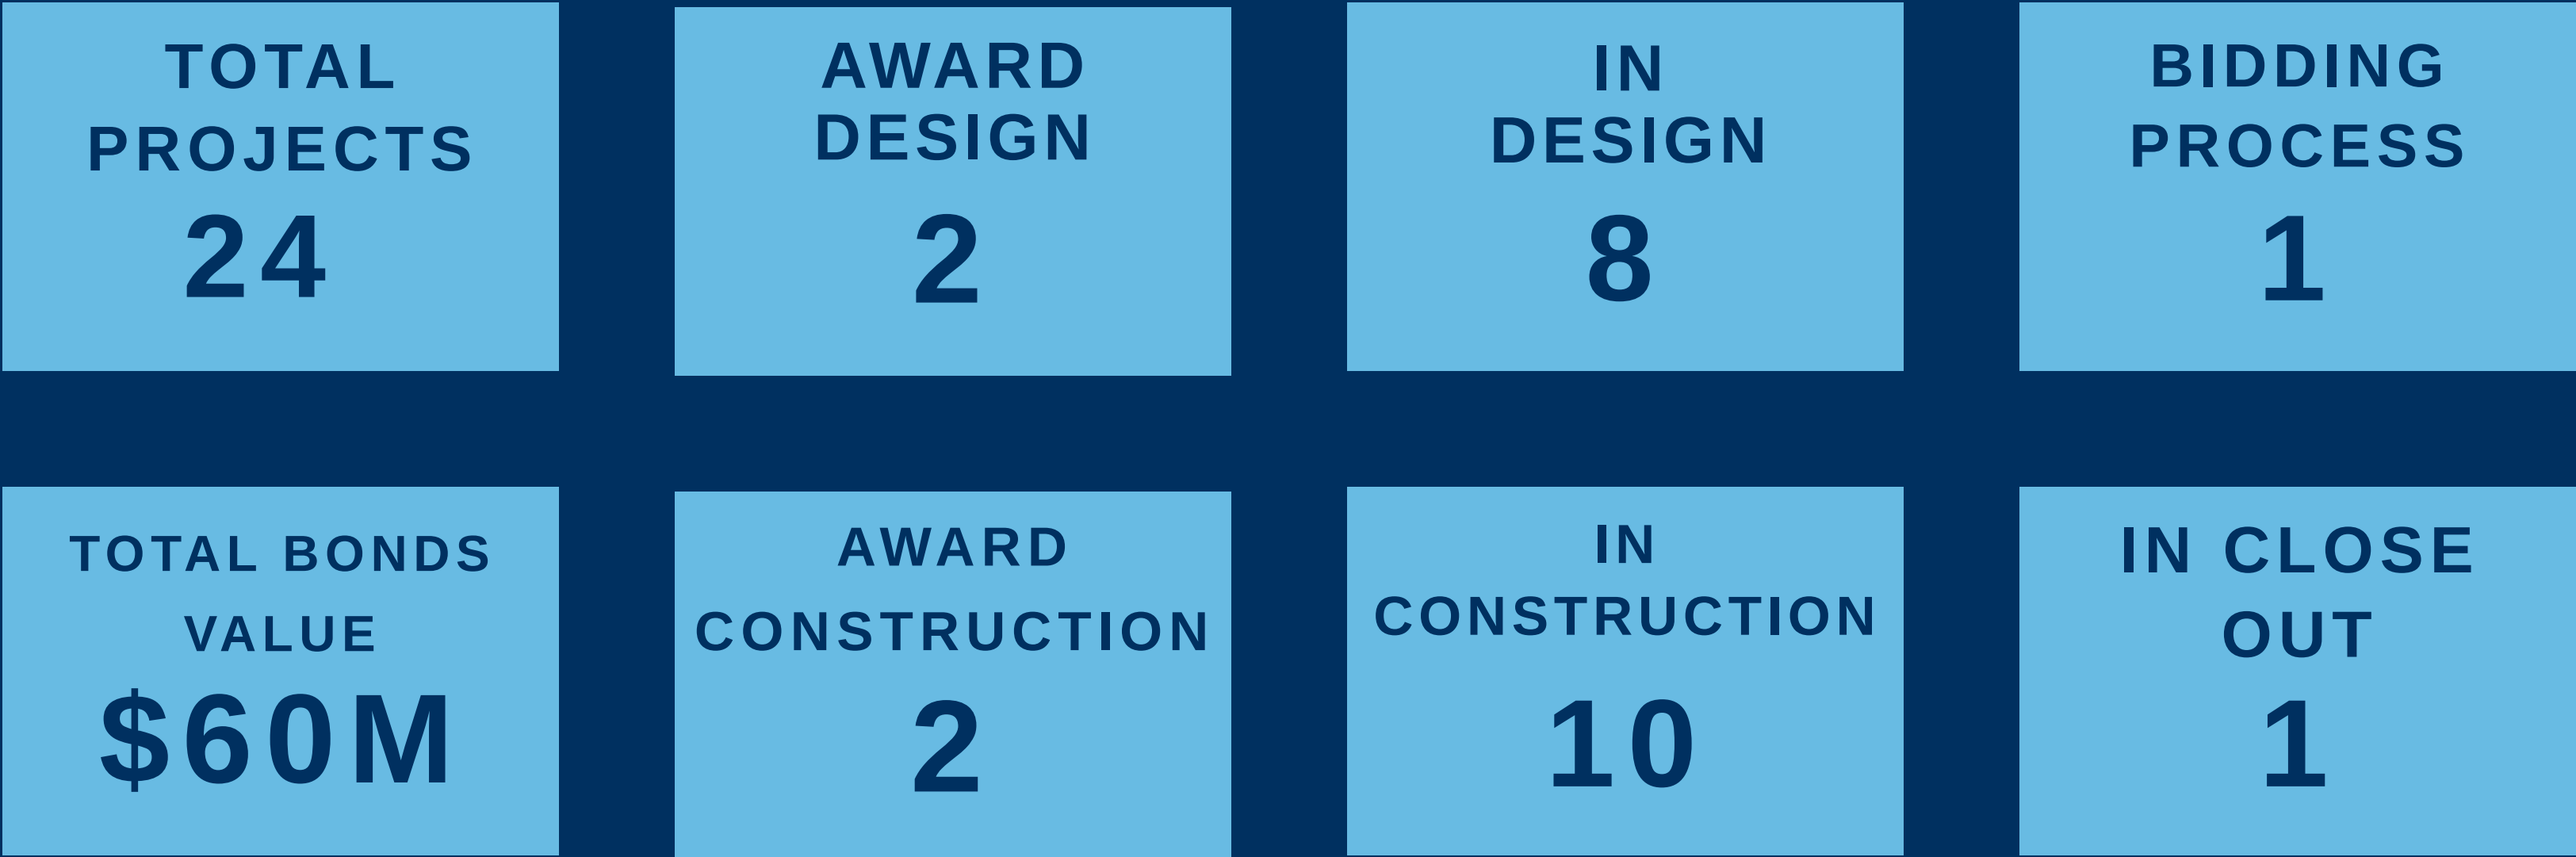 TOTAL
PROJECTS
24
AWARD
DESIGN
2
IN
DESIGN
8
BIDDING
PROCESS
1
TOTAL BONDS
VALUE
$60M
AWARD
CONSTRUCTION
2
IN
CONSTRUCTION
10
IN CLOSE
OUT
1